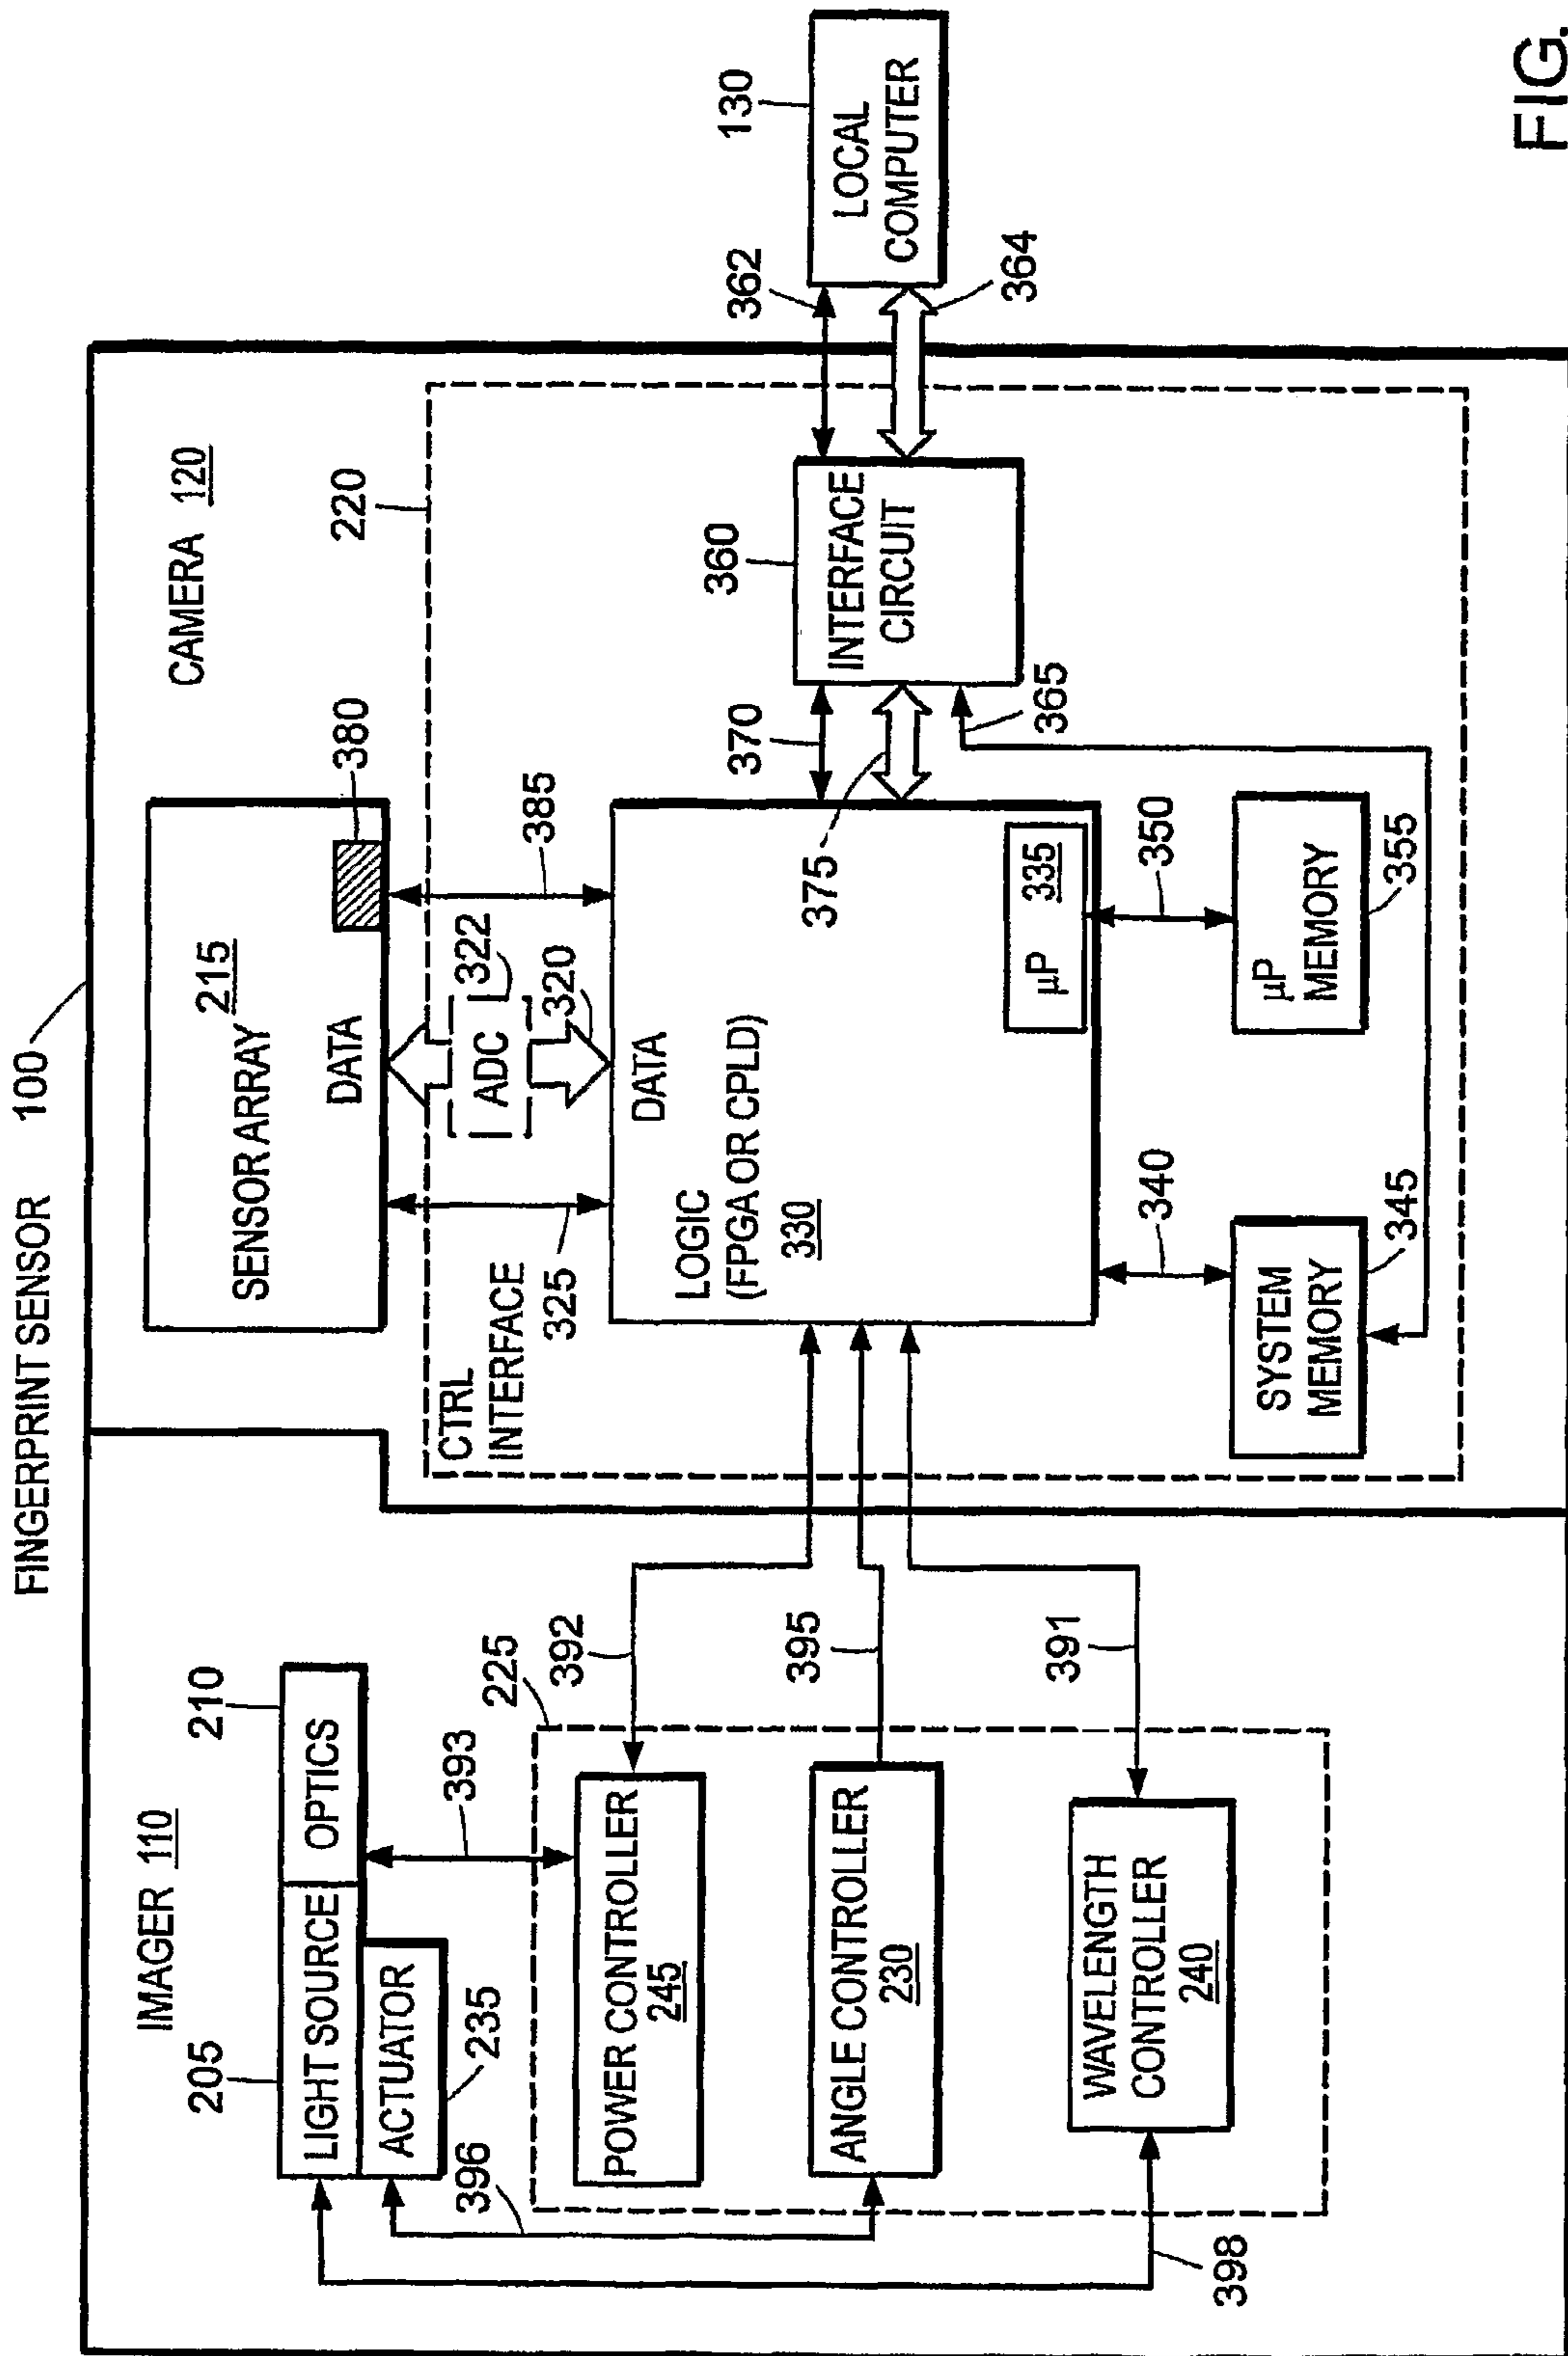 FINGERPRINT SENSOR 100
IMAGER 110
205
210
LIGHT SOURCE
OPTICS
ACTUATOR
235
393
396
225
392
POWER CONTROLLER
245
ANGLE CONTROLLER
230
395
WAVELENGTH
CONTROLLER
240
391
398
CAMERA 120
SENSOR ARRAY
215
DATA
380
220
CTRL
INTERFACE
325
ADC
322
320
385
DATA
LOGIC
(FPGA OR CPLD)
330
µP 335
370
375
360
INTERFACE
CIRCUIT
365
362
364
130
LOCAL
COMPUTER
340
350
SYSTEM
MEMORY
345
µP
MEMORY
355
FIG.